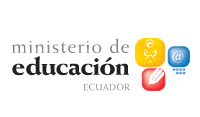 ministerio de
educación
ECUADOR
@